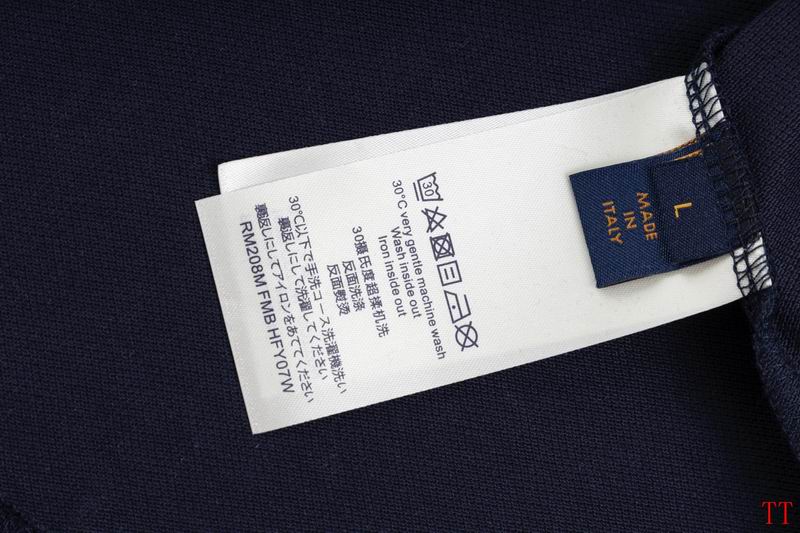 30
30°C very gentle machine wash
Wash inside out
Iron inside out
30摄氏度超揉机洗
反面洗涤
反面熨烫
30℃以下で手洗コース洗濯機洗い
裏返しにして洗濯してください
裏返しにしてアイロンをあててください
RM208M FMB HFY07W
MADE
IN
ITALY
L
TT